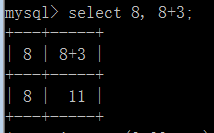 mysql> select 8, 8+3;
+---+-----+
| 8 | 8+3 |
+---+-----+
| 8 |  11 |
+---+-----+